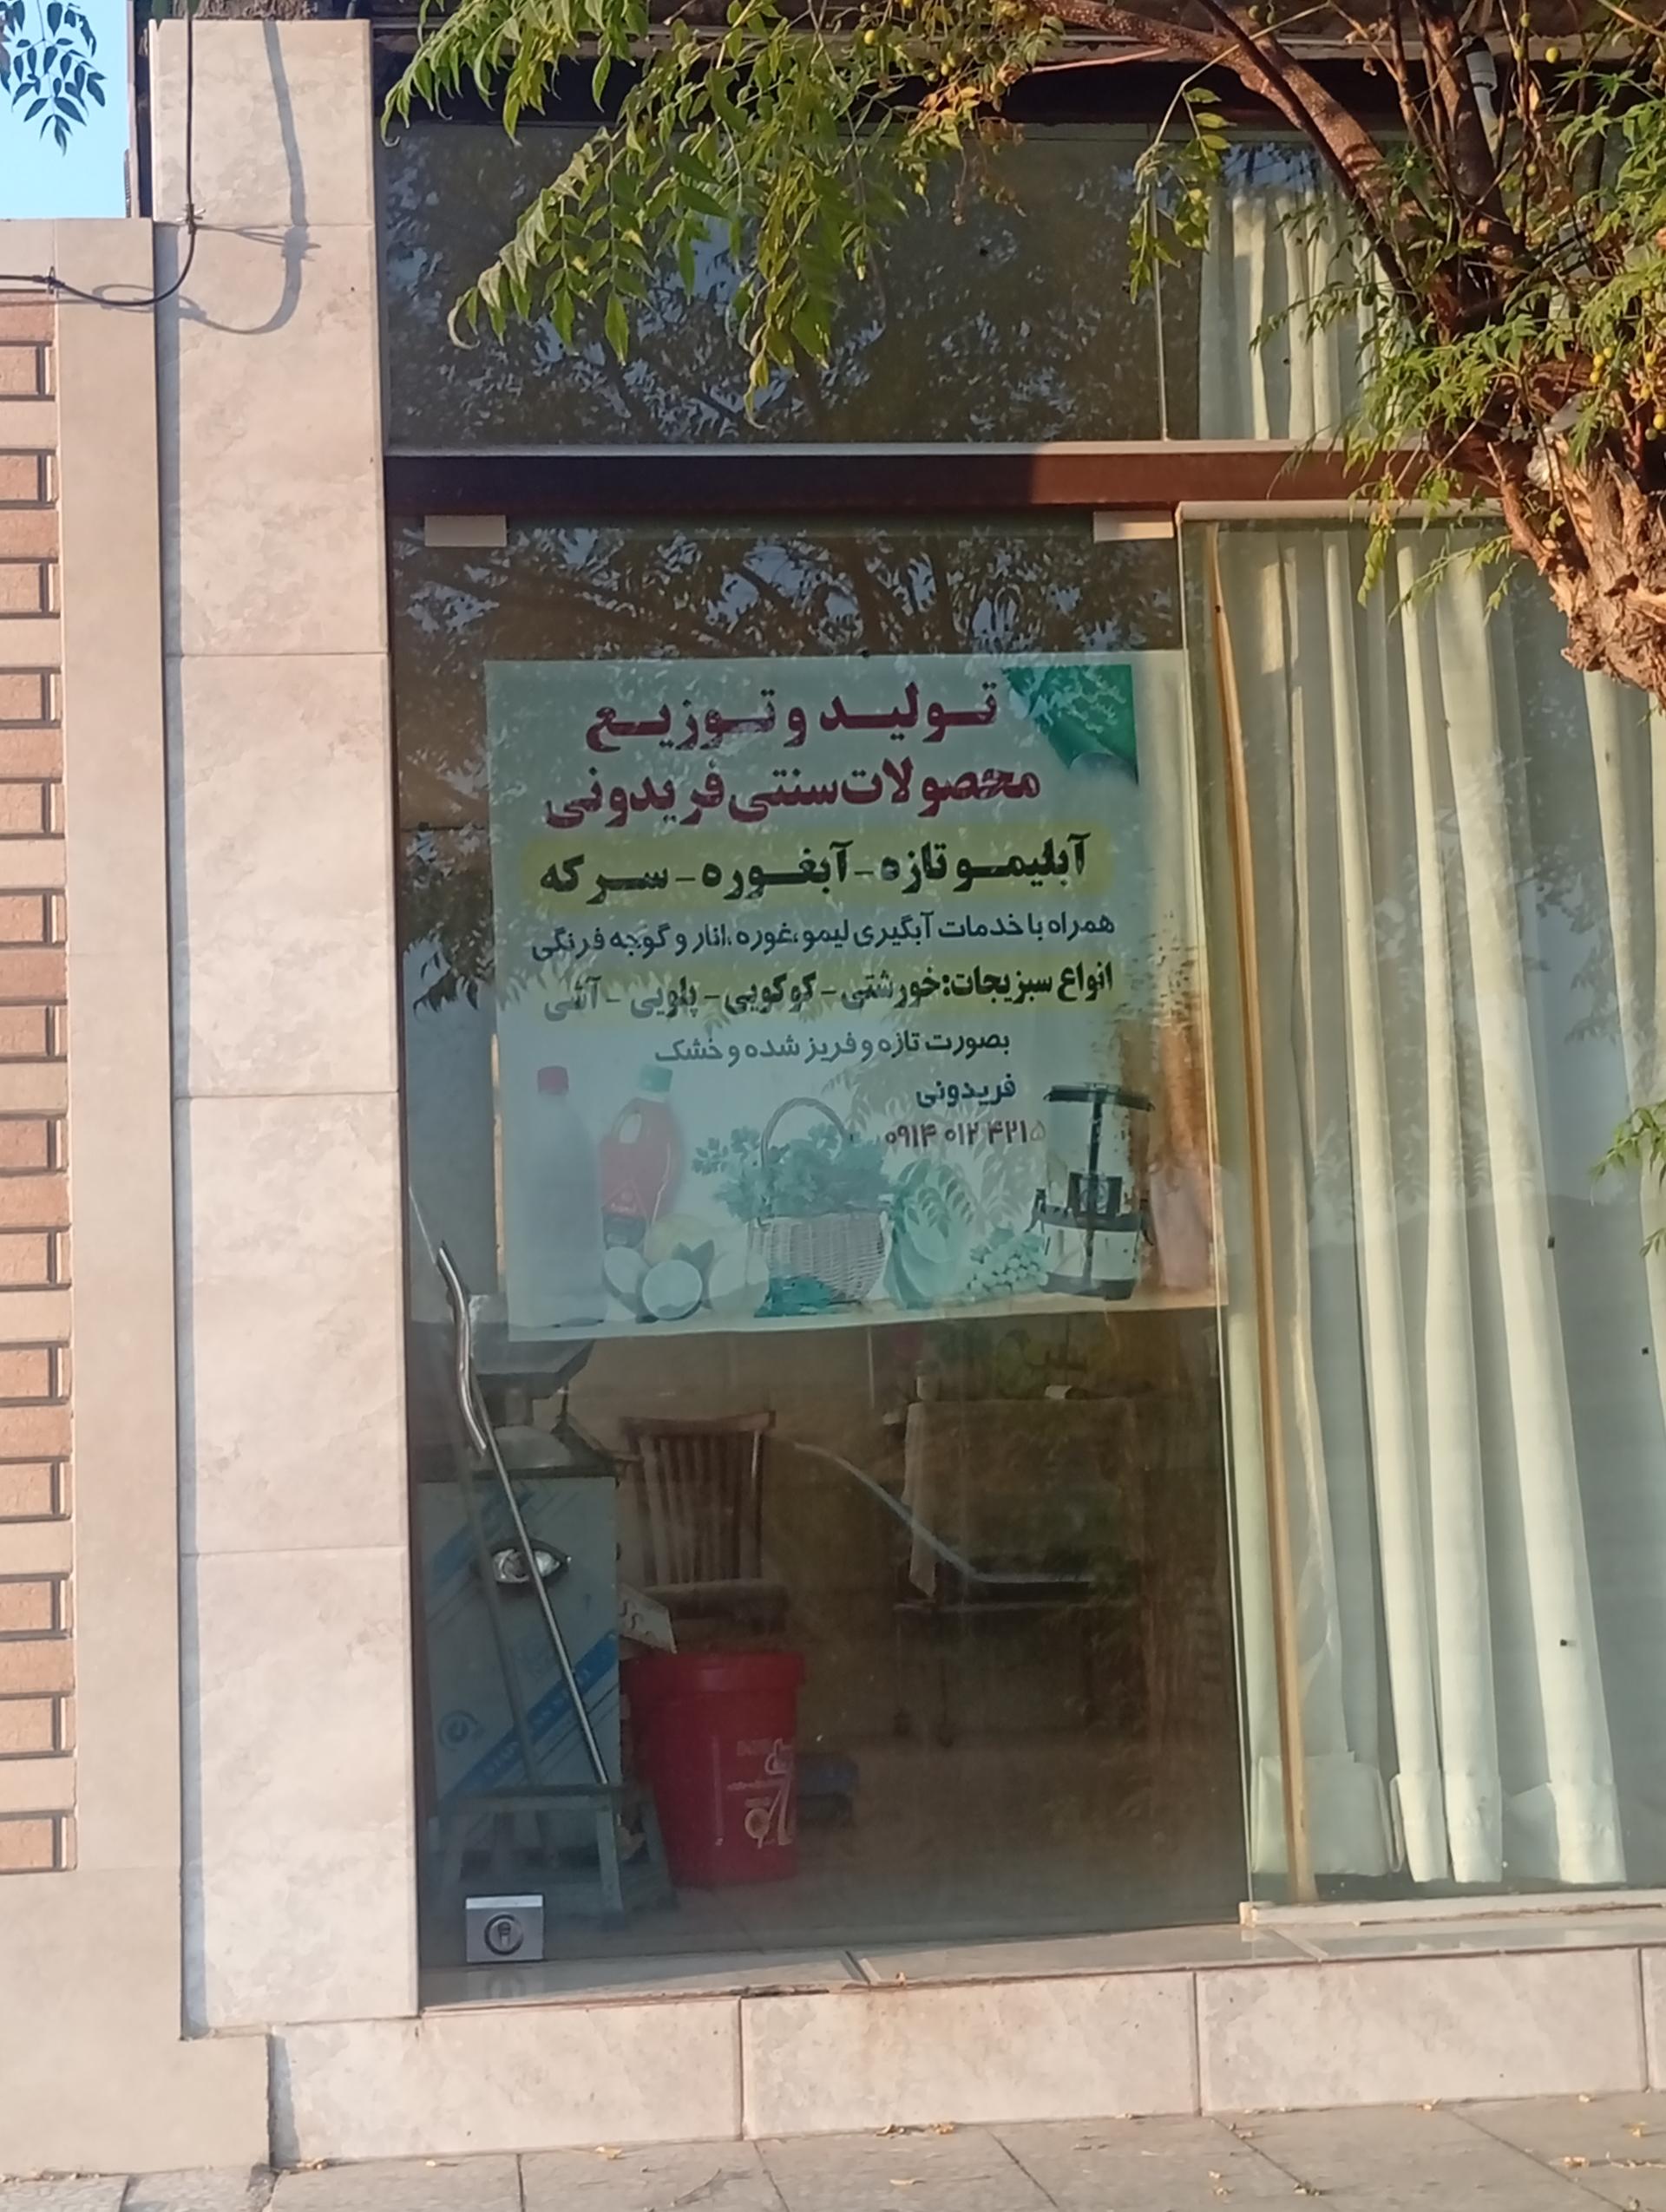 تولید و توزیع
محصولات سنتی فریدونی
آبلیمو تازه - آبغوره - سرکه
همراه با خدمات آبگیری لیمو،غوره،انار و گوجه فرنگی
انواع سبزیجات:خورشتی - کوکویی - پلویی - آشی
بصورت تازه و فریز شده و خشک
فریدونی
۰۹۱۴ ۰۱۲ ۴۲۱۵